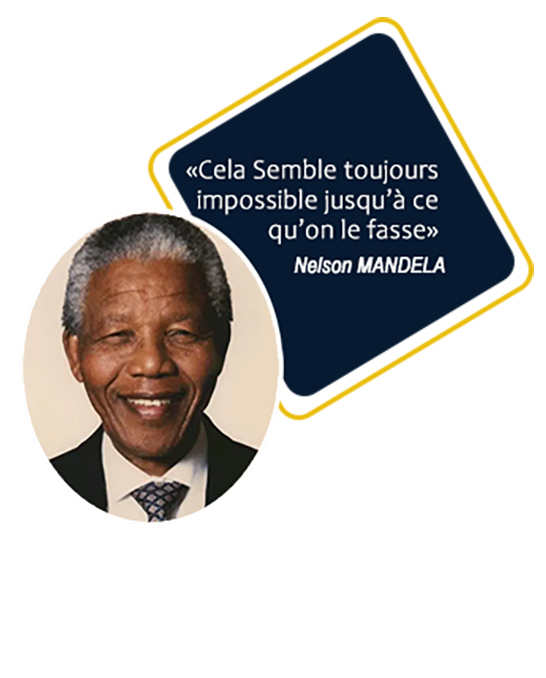 «Cela Semble toujours
impossible jusqu’à ce
qu’on le fasse»
Nelson MANDELA